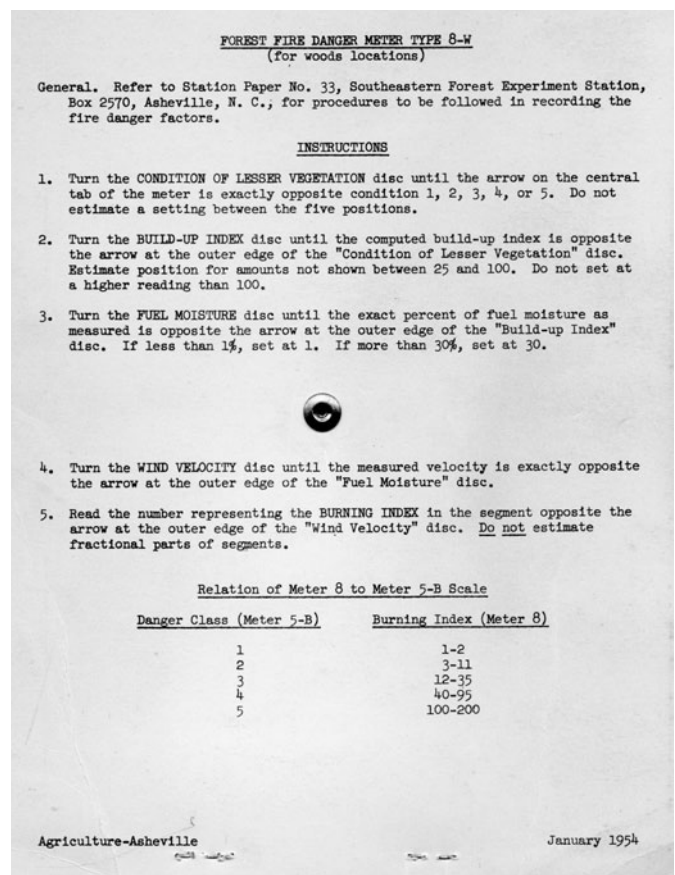 FOREST FIRE DANGER METER TYPE 8-W
(for woods locations)
General. Refer to Station Paper No. 33, Southeastern Forest Experiment Station,
Box 2570, Asheville, N. C., for procedures to be followed in recording the
fire danger factors.
INSTRUCTIONS
1. Turn the CONDITION OF LESSER VEGETATION disc until the arrow on the central
tab of the meter is exactly opposite condition 1, 2, 3, 4, or 5. Do not
estimate a setting between the five positions.
2. Turn the BUILD-UP INDEX disc until the computed build-up index is opposite
the arrow at the outer edge of the "Condition of Lesser Vegetation" disc.
Estimate position for amounts not shown between 25 and 100. Do not set at
a higher reading than 100.
3. Turn the FUEL MOISTURE disc until the exact percent of fuel moisture as
measured is opposite the arrow at the outer edge of the "Build-up Index"
disc. If less than 1%, set at 1. If more than 30%, set at 30.
4. Turn the WIND VELOCITY disc until the measured velocity is exactly opposite
the arrow at the outer edge of the "Fuel Moisture" disc.
5. Read the number representing the BURNING INDEX in the segment opposite the
arrow at the outer edge of the "Wind Velocity" disc. Do not estimate
fractional parts of segments.
Relation of Meter 8 to Meter 5-B Scale
Danger Class (Meter 5-B) Burning Index (Meter 8)
1 1-2
2 3-11
3 12-35
4 40-95
5 100-200
Agriculture-Asheville January 1954